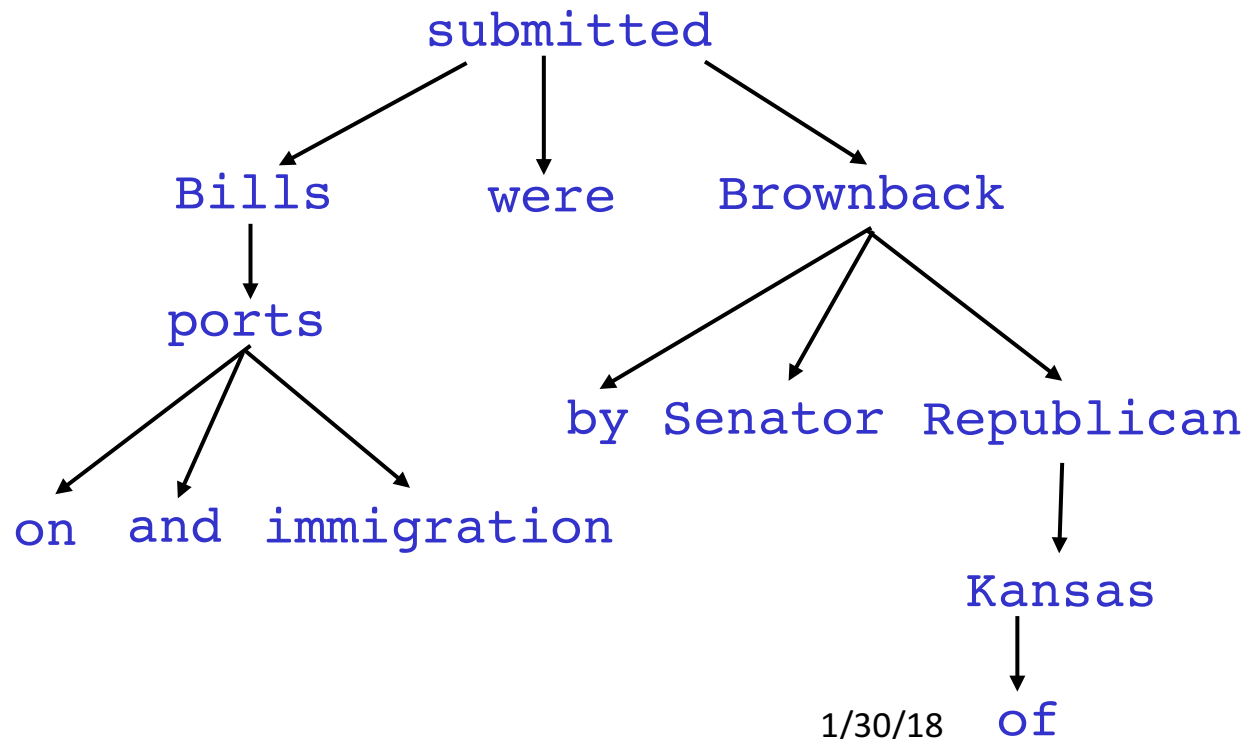 submitted
Bills were Brownback
ports
by Senator Republican
on and immigration
Kansas
1/30/18 of